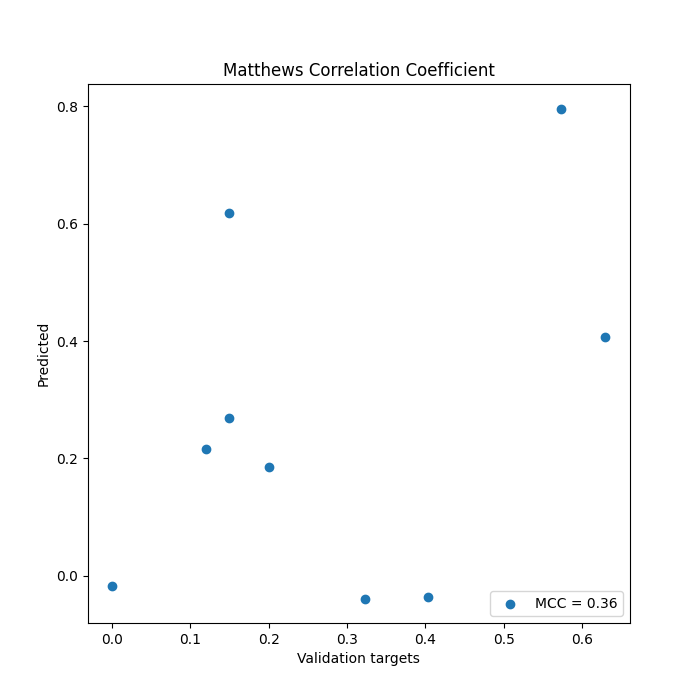 Matthews Correlation Coefficient
0.8
0.6
0.4
0.2
0.0
Predicted
MCC = 0.36
0.0 0.1 0.2 0.3 0.4 0.5 0.6
Validation targets